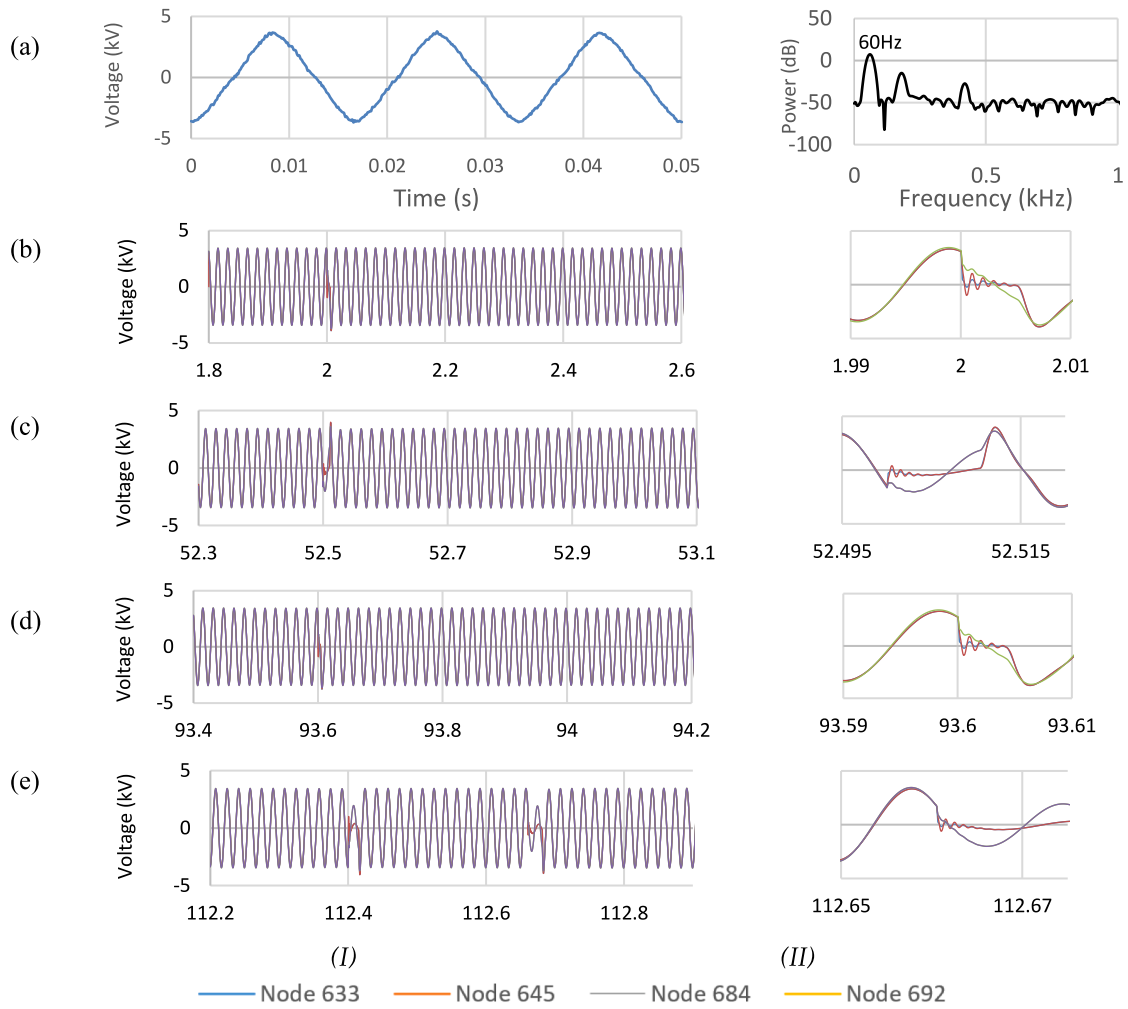 (a)
Voltage (kV)
5
0
-5
0 0.01 0.02 0.03 0.04 0.05
Time (s)
Power (dB)
50
0
-50
-100
60Hz
0 0.5 1
Frequency (kHz)
(b)
Voltage (kV)
5
0
-5
1.8 2 2.2 2.4 2.6
1.99 2 2.01
(c)
Voltage (kV)
5
0
-5
52.3 52.5 52.7 52.9 53.1
52.495 52.515
(d)
Voltage (kV)
5
0
-5
93.4 93.6 93.8 94 94.2
93.59 93.6 93.61
(e)
Voltage (kV)
5
0
-5
112.2 112.4 112.6 112.8
112.65 112.67
(I) (II)
Node 633 Node 645 Node 684 Node 692